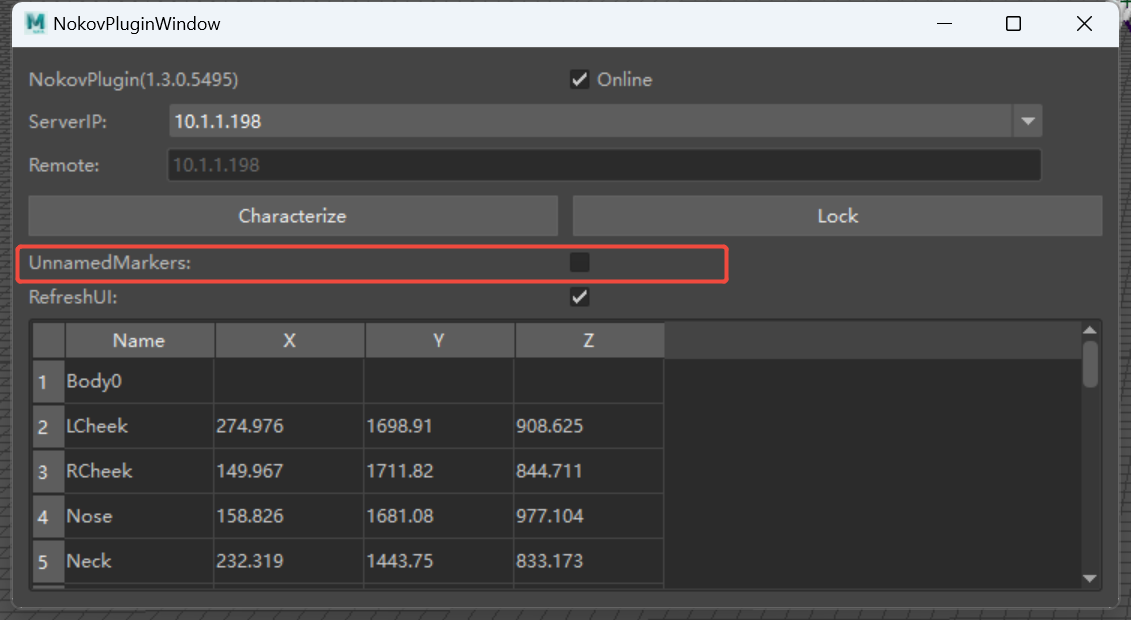 NokovPluginWindow
NokovPlugin(1.3.0.5495) Online
ServerIP: 10.1.1.198
Remote: 10.1.1.198
Characterize Lock
UnnamedMarkers:
RefreshUI:
Name X Y Z
1 Body0
2 LCheek 274.976 1698.91 908.625
3 RCheek 149.967 1711.82 844.711
4 Nose 158.826 1681.08 977.104
5 Neck 232.319 1443.75 833.173